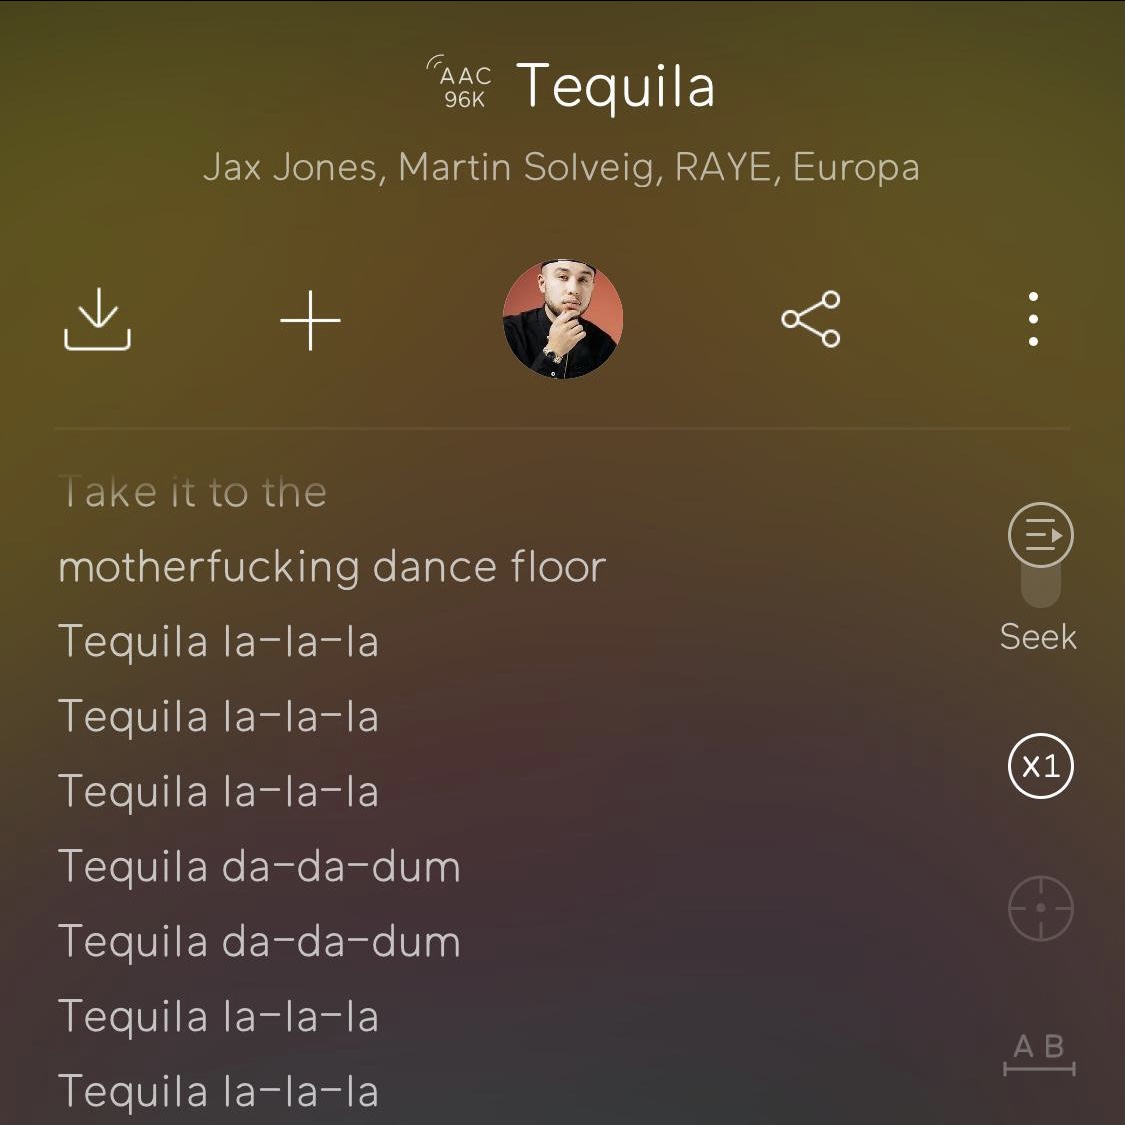 AAC
96K
Tequila
Jax Jones, Martin Solveig, RAYE, Europa
Take it to the
motherfucking dance floor
Tequila la-la-la
Tequila la-la-la
Tequila la-la-la
Tequila da-da-dum
Tequila da-da-dum
Tequila la-la-la
Tequila la-la-la
Seek
x1
A B